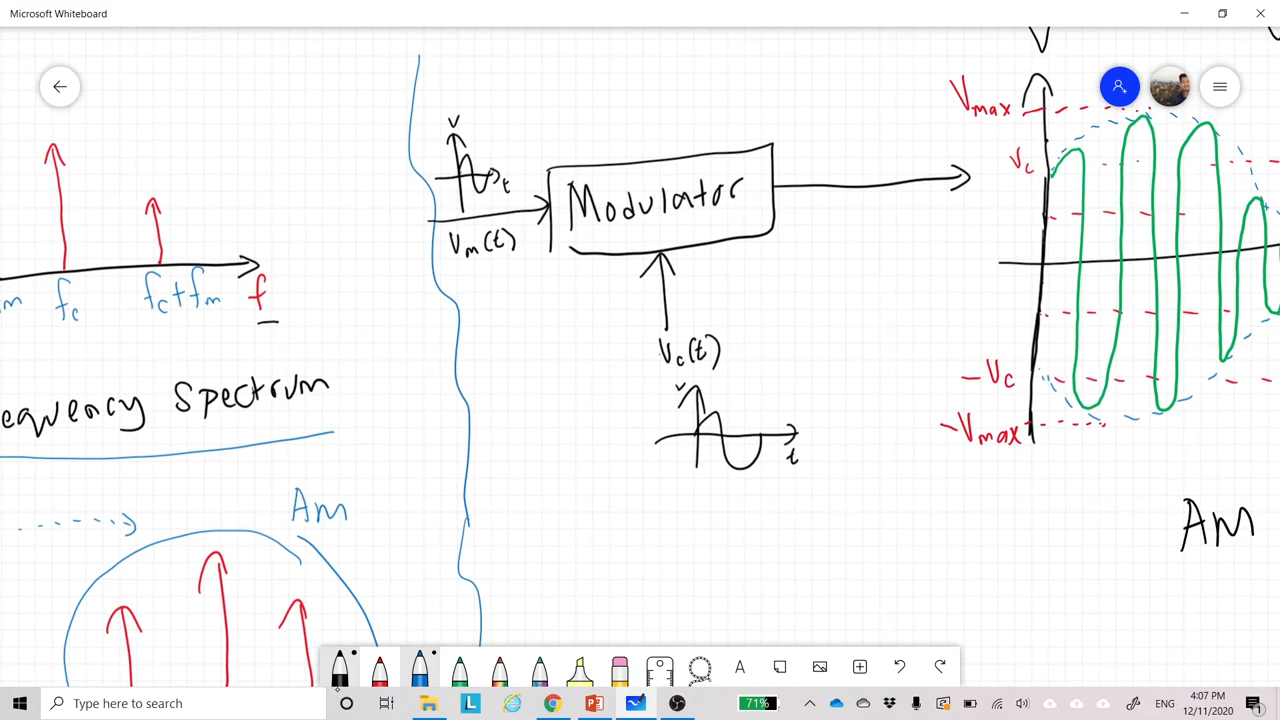 Microsoft Whiteboard
V
Vmax
Vc
V
t
Modulator
Vm(t)
m
fc
fc+fm
f
Vc(t)
-Vc
V
-Vmax
t
equency Spectrum
Am
AM
Type here to search
L
A
71%
ENG
4:07 PM
12/11/2020
1